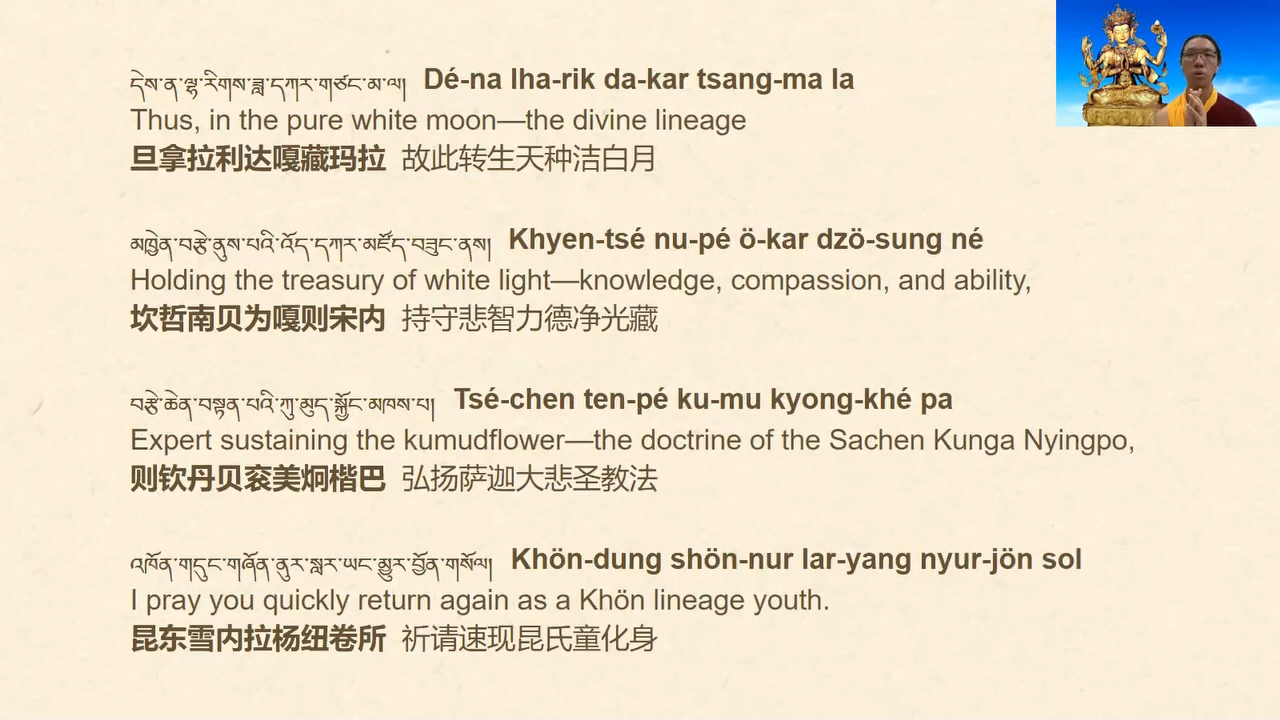 དེས་ན་ལྷ་རིགས་ཟླ་དཀར་གཙང་མ་ལ། Dé-na lha-rik da-kar tsang-ma la
Thus, in the pure white moon—the divine lineage
旦拿拉利达嘎藏玛拉 故此转生天种洁白月
མཁྱེན་བརྩེ་ནུས་པའི་འོད་དཀར་མཛོད་བཟུང་ནས། Khyen-tsé nu-pé ö-kar dzö-sung né
Holding the treasury of white light—knowledge, compassion, and ability,
坎哲南贝为嘎则宋内 持守悲智力德净光藏
བརྩེ་ཆེན་བསྟན་པའི་ཀུ་མུད་སྐྱོང་མཁས་པ། Tsé-chen ten-pé ku-mu kyong-khé pa
Expert sustaining the kumudflower—the doctrine of the Sachen Kunga Nyingpo,
则钦丹贝衮美炯楷巴 弘扬萨迦大悲圣教法
འཁོན་གདུང་གཞོན་ནུར་སླར་ཡང་མྱུར་བྱོན་གསོལ། Khön-dung shön-nur lar-yang nyur-jön sol
I pray you quickly return again as a Khön lineage youth.
昆东雪内拉杨纽卷所 祈请速现昆氏童化身